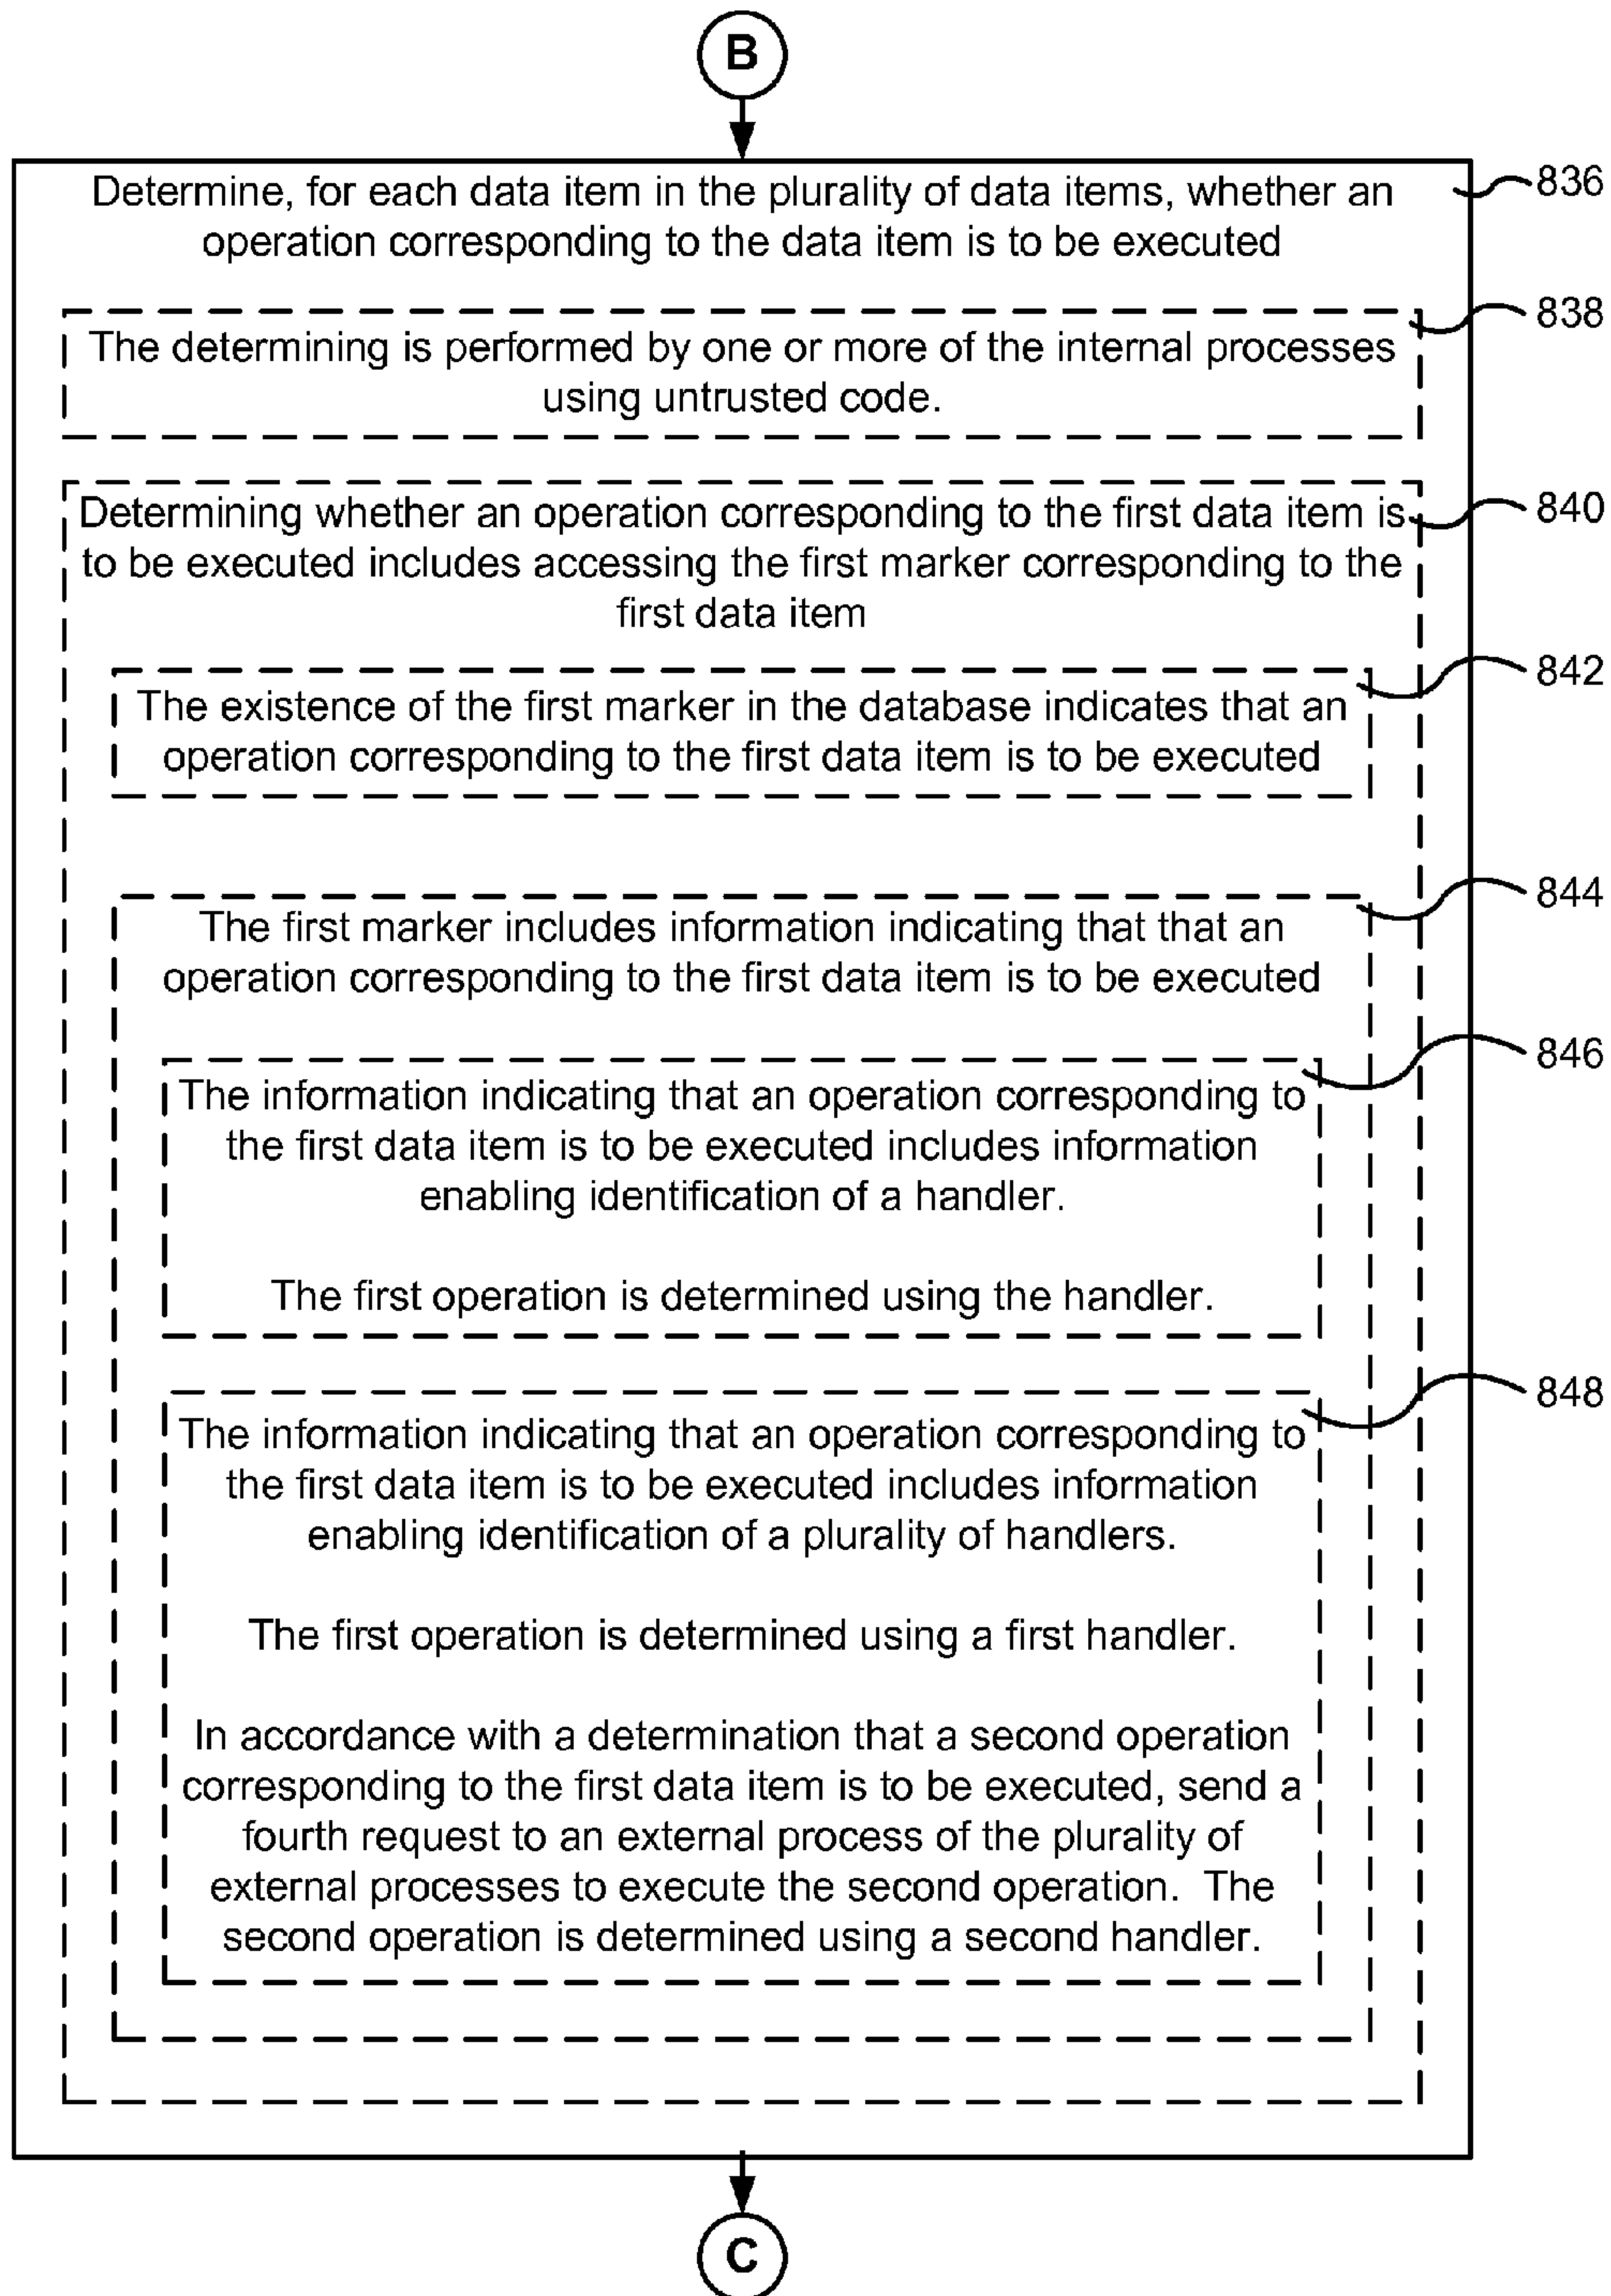 B
Determine, for each data item in the plurality of data items, whether an
operation corresponding to the data item is to be executed
836
The determining is performed by one or more of the internal processes
using untrusted code.
838
Determining whether an operation corresponding to the first data item is
to be executed includes accessing the first marker corresponding to the
first data item
840
The existence of the first marker in the database indicates that an
operation corresponding to the first data item is to be executed
842
The first marker includes information indicating that that an
operation corresponding to the first data item is to be executed
844
The information indicating that an operation corresponding to
the first data item is to be executed includes information
enabling identification of a handler.
The first operation is determined using the handler.
846
The information indicating that an operation corresponding to
the first data item is to be executed includes information
enabling identification of a plurality of handlers.
The first operation is determined using a first handler.
In accordance with a determination that a second operation
corresponding to the first data item is to be executed, send a
fourth request to an external process of the plurality of
external processes to execute the second operation.  The
second operation is determined using a second handler.
848
C